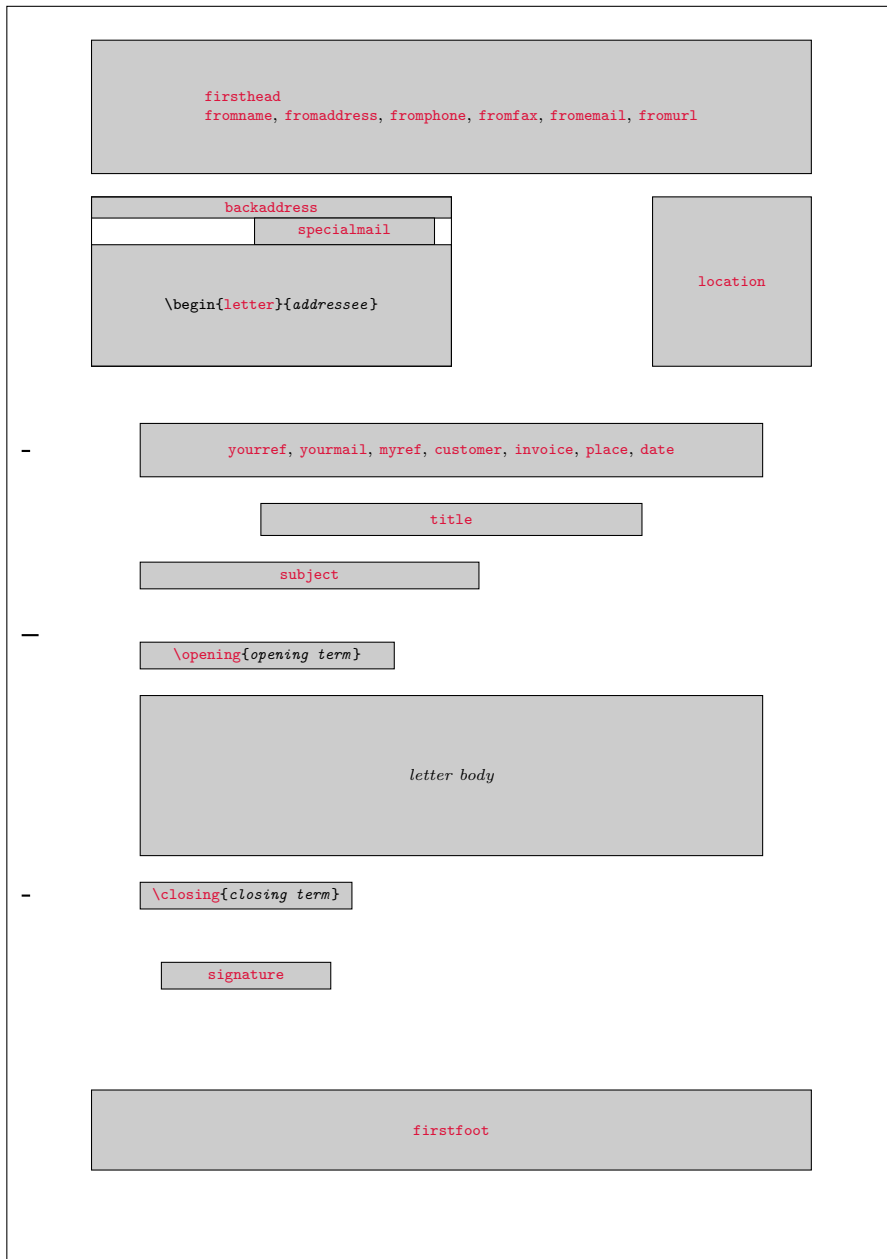 firsthead
fromname, fromaddress, fromphone, fromfax, fromemail, fromurl
backaddress
specialmail
\begin{letter}{addressee}
location
yourref, yourmail, myref, customer, invoice, place, date
title
subject
\opening{opening term}
letter body
\closing{closing term}
signature
firstfoot